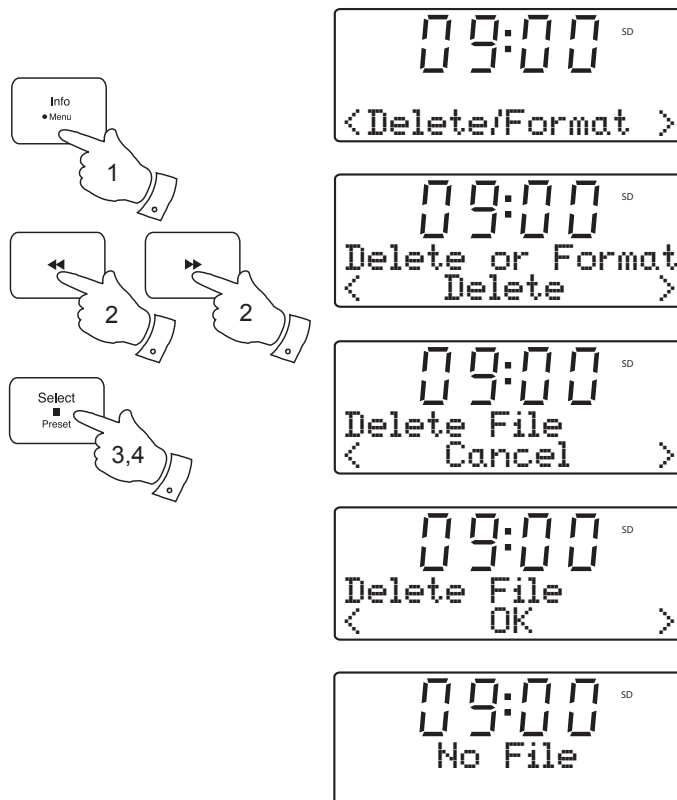 Info
● Menu
1
◀◀
▶▶
2
2
Select
■
Preset
3,4
09:00 SD
<Delete/Format >
09:00 SD
Delete or Format
< Delete >
09:00 SD
Delete File
< Cancel >
09:00 SD
Delete File
< OK >
09:00 SD
No File